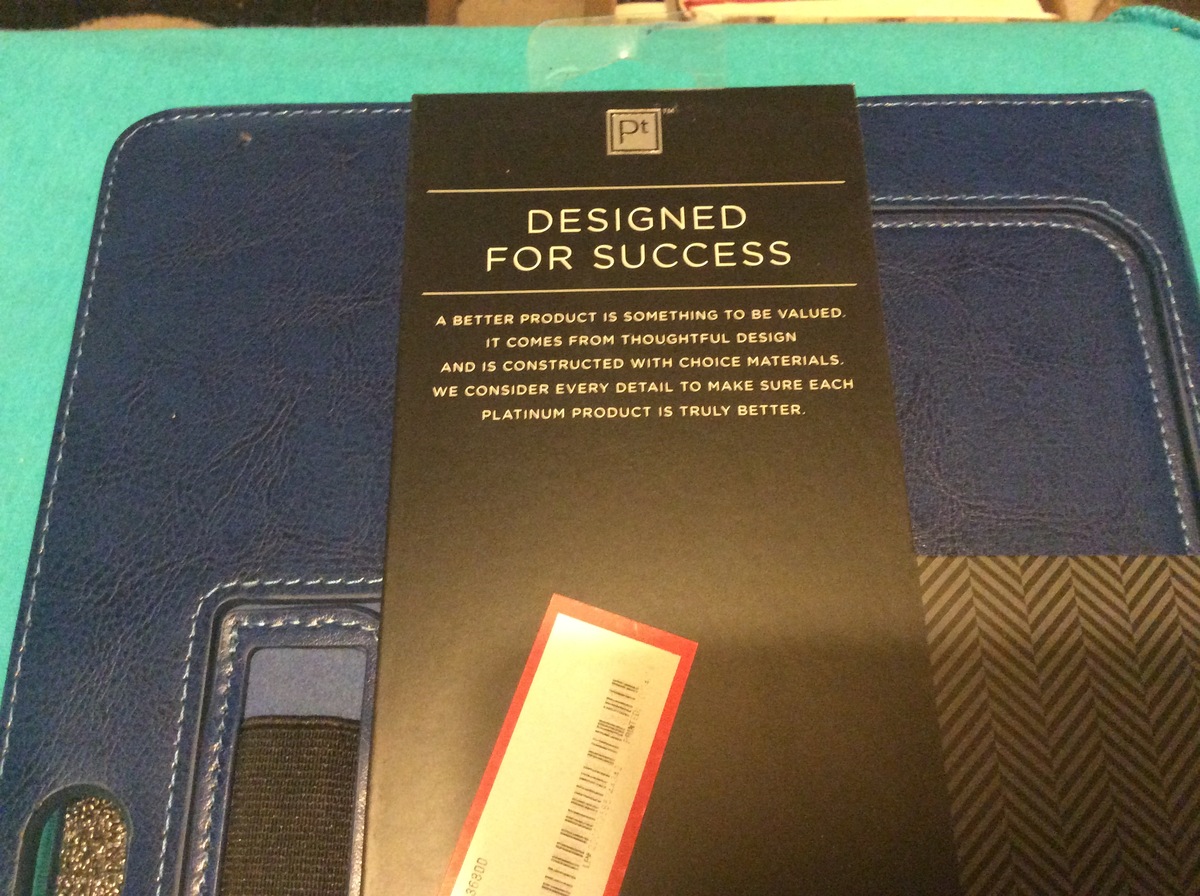 Pt™
DESIGNED
FOR SUCCESS
A BETTER PRODUCT IS SOMETHING TO BE VALUED.
IT COMES FROM THOUGHTFUL DESIGN
AND IS CONSTRUCTED WITH CHOICE MATERIALS.
WE CONSIDER EVERY DETAIL TO MAKE SURE EACH
PLATINUM PRODUCT IS TRULY BETTER.